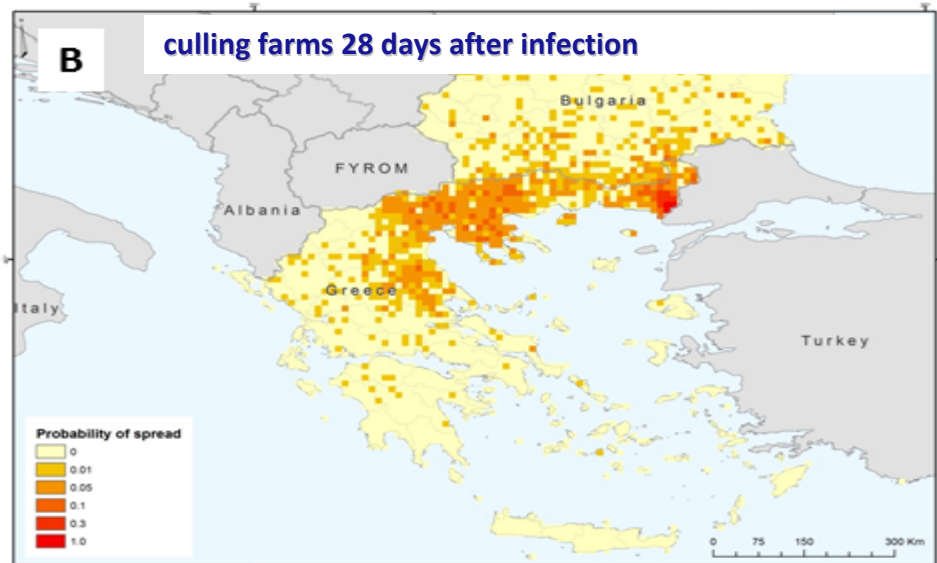 B
culling farms 28 days after infection
Bulgaria
FYROM
Albania
Greece
Italy
Turkey
Probability of spread
0
0.01
0.05
0.1
0.3
1.0
0 75 150 300 Km